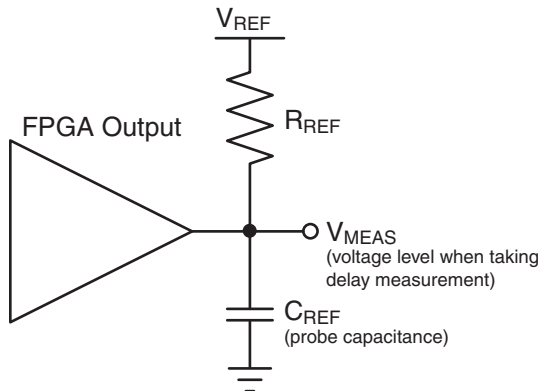 VREF
FPGA Output
RREF
VMEAS
(voltage level when taking
delay measurement)
CREF
(probe capacitance)